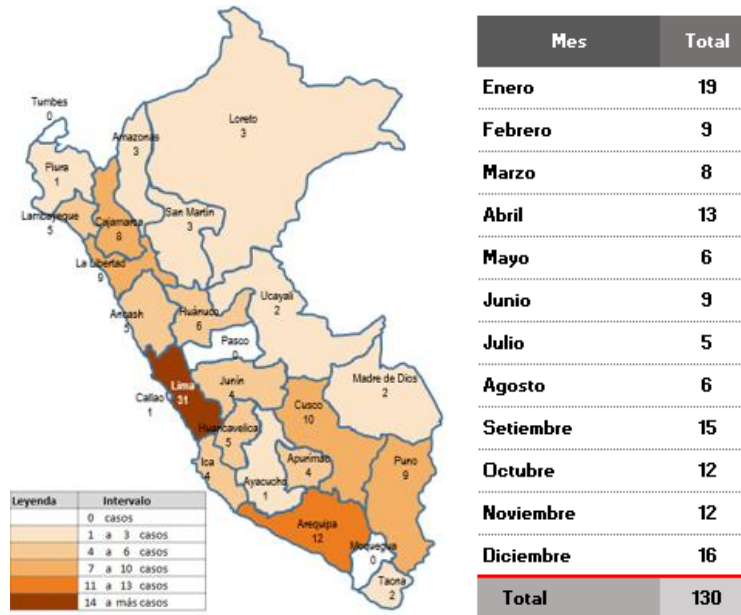 Tumbes
0
Piura
1
Lambayeque
5
Amazonas
3
Loreto
3
Cajamarca
8
San Martin
3
La Libertad
9
Ancash
5
Huánuco
6
Ucayali
2
Pasco
0
Lima
31
Callao
1
Junín
4
Madre de Dios
2
Cusco
10
Huancavelica
5
Ica
4
Ayacucho
1
Apurimac
4
Puno
9
Arequipa
12
Moquegua
0
Tacna
2
Leyenda Intervalo
0 casos
1 a 3 casos
4 a 6 casos
7 a 10 casos
11 a 13 casos
14 a más casos
Mes Total
Enero 19
Febrero 9
Marzo 8
Abril 13
Mayo 6
Junio 9
Julio 5
Agosto 6
Setiembre 15
Octubre 12
Noviembre 12
Diciembre 16
Total 130